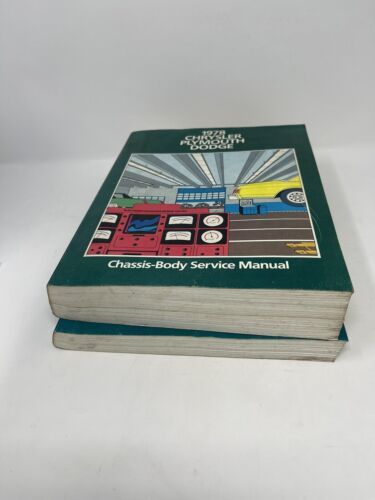 1978
CHRYSLER
PLYMOUTH
DODGE
Chassis-Body Service Manual